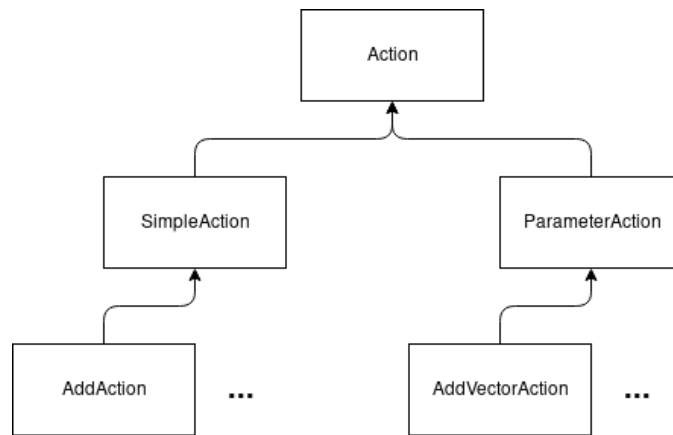 Action
SimpleAction
ParameterAction
AddAction
...
AddVectorAction
...